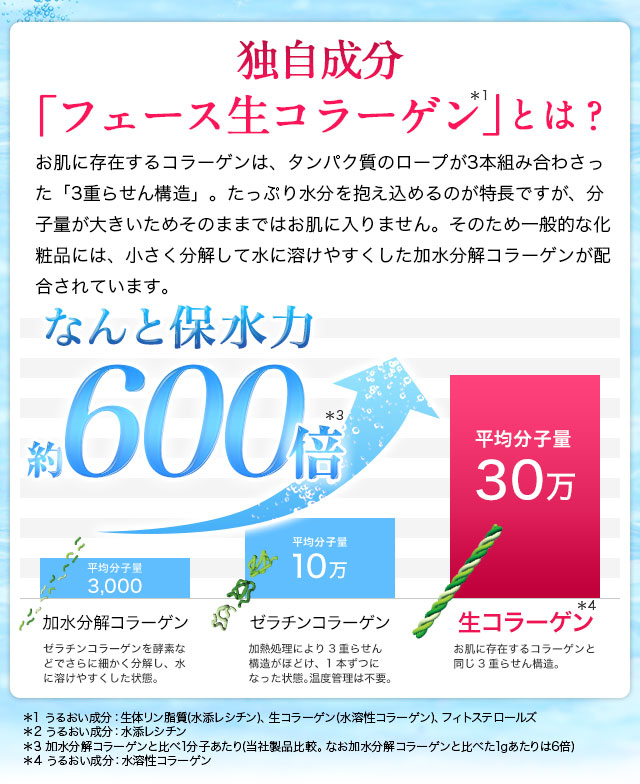 独自成分
「フェース生コラーゲン」とは？
＊1
お肌に存在するコラーゲンは、タンパク質のロープが3本組み合わさっ
た「3重らせん構造」。たっぷり水分を抱え込めるのが特長ですが、分
子量が大きいためそのままではお肌に入りません。そのため一般的な化
粧品には、小さく分解して水に溶けやすくした加水分解コラーゲンが配
合されています。
なんと保水力
約600倍
＊3
平均分子量
3,000
平均分子量
10万
平均分子量
30万
加水分解コラーゲン
ゼラチンコラーゲンを酵素な
どでさらに細かく分解し、水
に溶けやすくした状態。
ゼラチンコラーゲン
加熱処理により３重らせん
構造がほどけ、１本ずつに
なった状態。温度管理は不要。
生コラーゲン
＊4
お肌に存在するコラーゲンと
同じ３重らせん構造。
＊1 うるおい成分：生体リン脂質(水添レシチン)、生コラーゲン(水溶性コラーゲン)、フィトステロールズ
＊2 うるおい成分：水添レシチン
＊3 加水分解コラーゲンと比べ1分子あたり(当社製品比較。なお加水分解コラーゲンと比べた1gあたりは6倍)
＊4 うるおい成分：水溶性コラーゲン